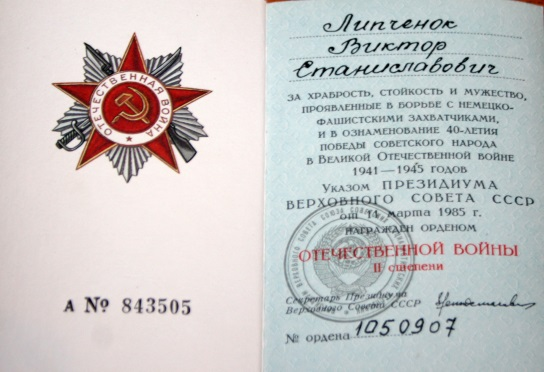 ОТЕЧЕСТВЕННАЯ ВОЙНА
А № 843505
Липченок
Виктор
Станиславович
ЗА ХРАБРОСТЬ, СТОЙКОСТЬ И МУЖЕСТВО,
ПРОЯВЛЕННЫЕ В БОРЬБЕ С НЕМЕЦКО-
ФАШИСТСКИМИ ЗАХВАТЧИКАМИ,
И В ОЗНАМЕНОВАНИЕ 40-ЛЕТИЯ
ПОБЕДЫ СОВЕТСКОГО НАРОДА
В ВЕЛИКОЙ ОТЕЧЕСТВЕННОЙ ВОЙНЕ
1941—1945 ГОДОВ
УКАЗОМ ПРЕЗИДИУМА
ВЕРХОВНОГО СОВЕТА СССР
от 11 марта 1985 г.
НАГРАЖДЕН ОРДЕНОМ
ОТЕЧЕСТВЕННОЙ ВОЙНЫ
II степени
Секретарь Президиума
Верховного Совета СССР
№ ордена 1050907